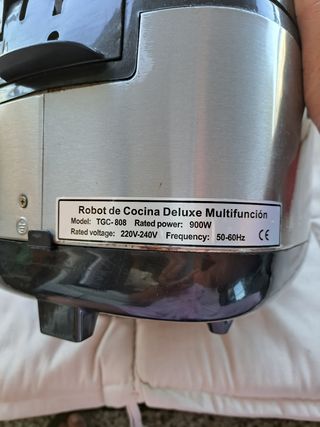 Robot de Cocina Deluxe Multifunción
Model: TGC-808 Rated power: 900W
Rated voltage: 220V-240V Frequency: 50-60Hz CE